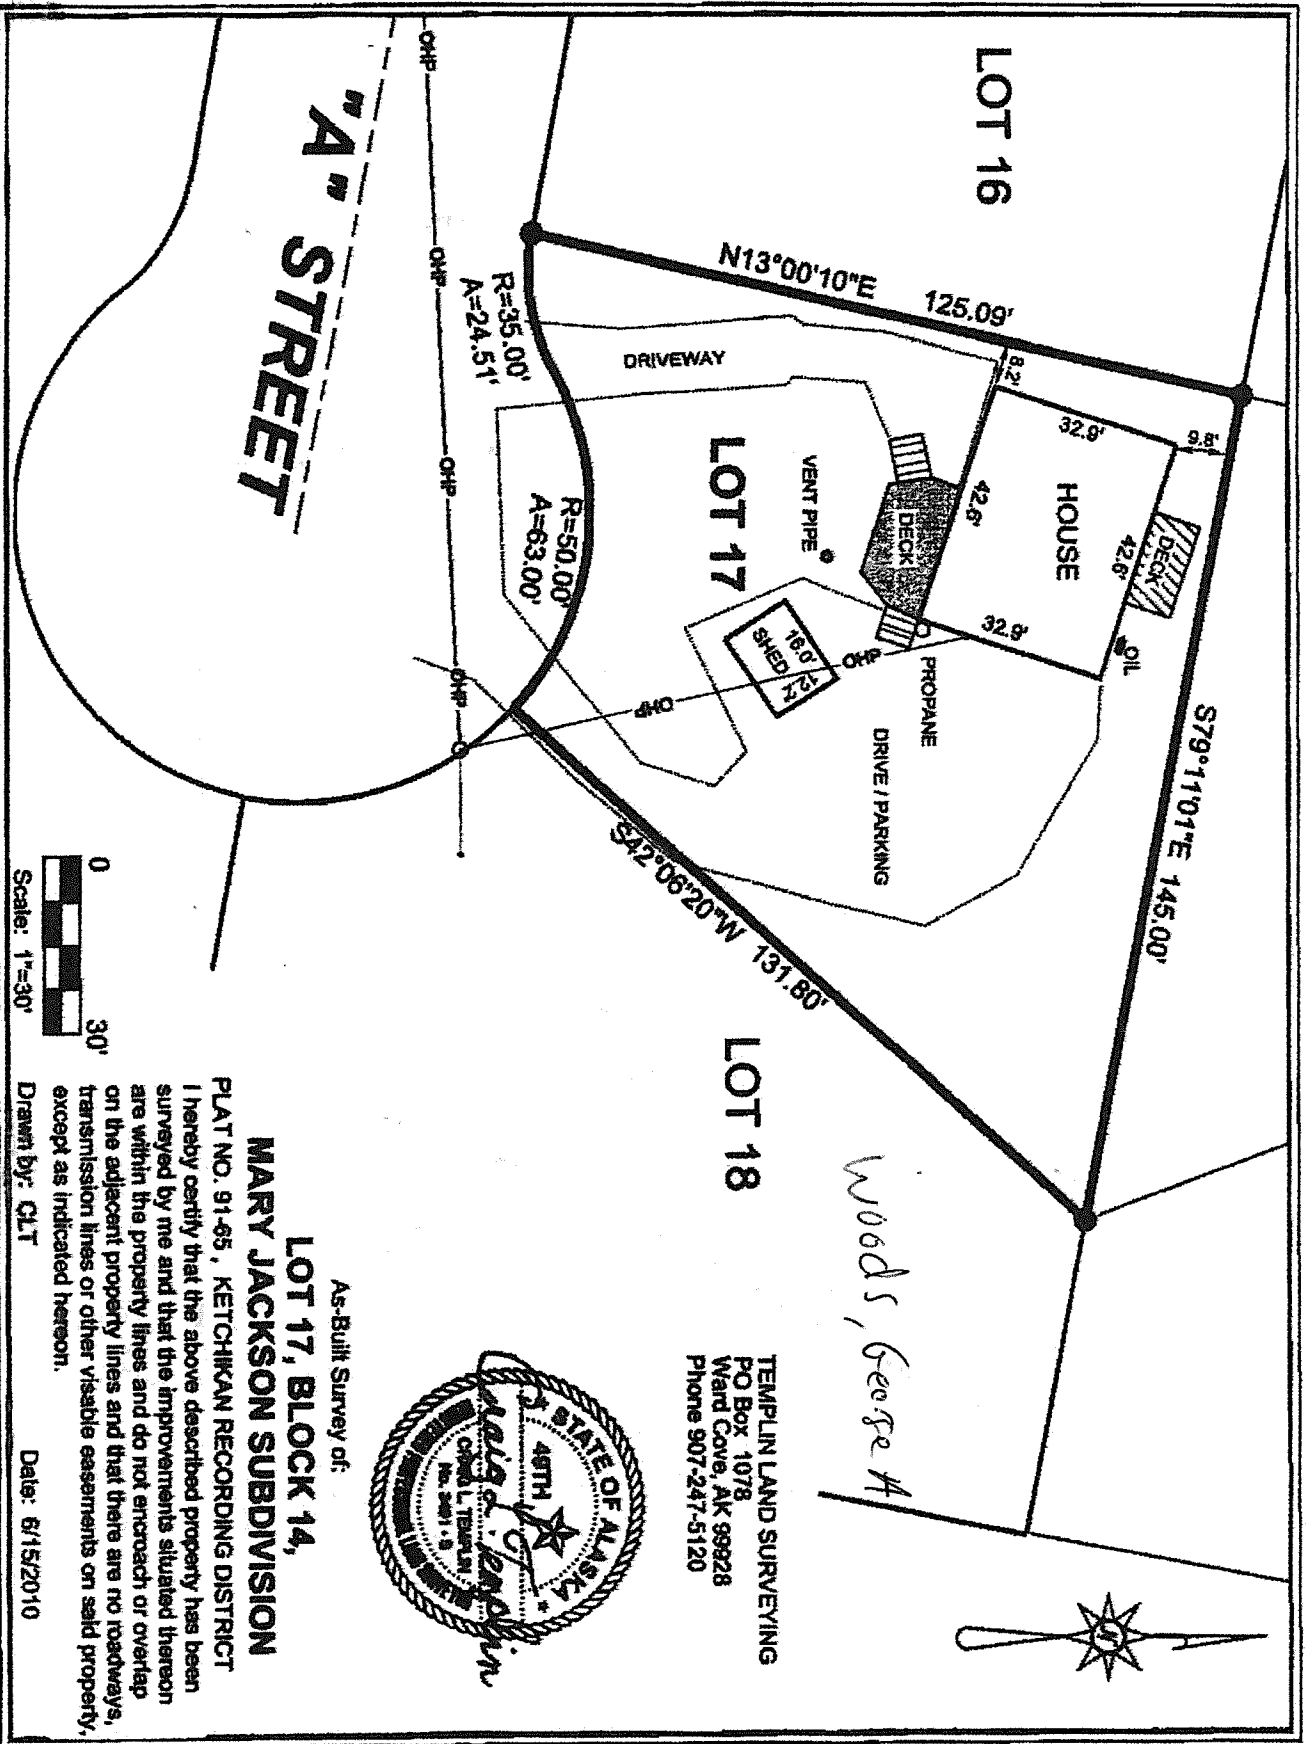 LOT 16
N13°00'10"E 125.09'
8.2'
32.9'
9.8'
HOUSE
42.6'
DECK
42.6'
32.9'
OIL
S79°11'01"E 145.00'
DRIVEWAY
LOT 17
VENT PIPE
DECK
PROPANE
16.0'
12.7'
SHED
OHP
OHP
DRIVE / PARKING
R=35.00'
A=24.51'
R=50.00'
A=63.00'
OHP
OHP
OHP
OHP
"A" STREET
S42°06'20"W 131.80'
LOT 18
Woods, George A
TEMPLIN LAND SURVEYING
PO Box 1078
Ward Cove, AK 99928
Phone 907-247-5120
N
STATE OF ALASKA
49TH
CRAIG L. TEMPLIN
As-Built Survey of:
LOT 17, BLOCK 14,
MARY JACKSON SUBDIVISION
PLAT NO. 91-65 , KETCHIKAN RECORDING DISTRICT
I hereby certify that the above described property has been
surveyed by me and that the improvements situated thereon
are within the property lines and do not encroach or overlap
on the adjacent property lines and that there are no roadways,
transmission lines or other visable easements on said property,
except as indicated hereon.
0 30'
Scale: 1"=30'
Drawn by: CLT
Date: 6/15/2010